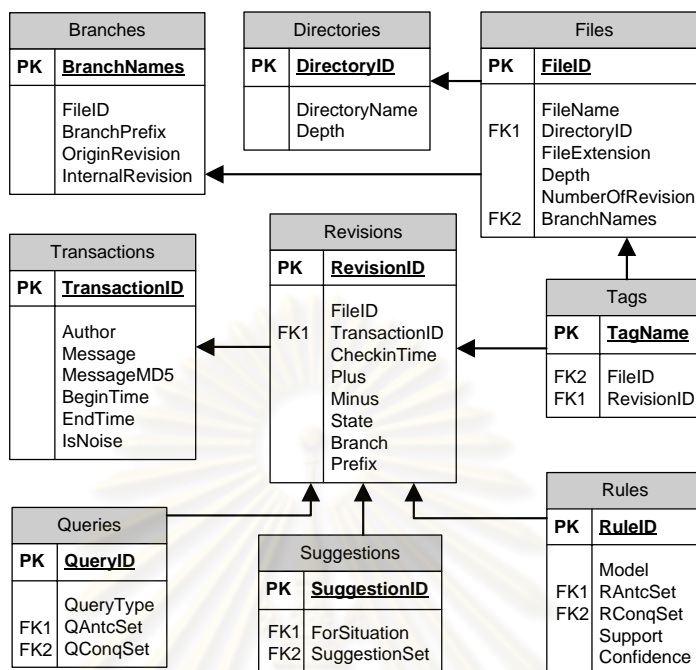 Branches
PK BranchNames
FileID
BranchPrefix
OriginRevision
InternalRevision
Directories
PK DirectoryID
DirectoryName
Depth
Files
PK FileID
FileName
FK1 DirectoryID
FileExtension
Depth
NumberOfRevision
FK2 BranchNames
Transactions
PK TransactionID
Author
Message
MessageMD5
BeginTime
EndTime
IsNoise
Revisions
PK RevisionID
FileID
FK1 TransactionID
CheckinTime
Plus
Minus
State
Branch
Prefix
Tags
PK TagName
FK2 FileID
FK1 RevisionID
Queries
PK QueryID
QueryType
FK1 QAntcSet
FK2 QConqSet
Suggestions
PK SuggestionID
FK1 ForSituation
FK2 SuggestionSet
Rules
PK RuleID
Model
FK1 RAntcSet
FK2 RConqSet
Support
Confidence